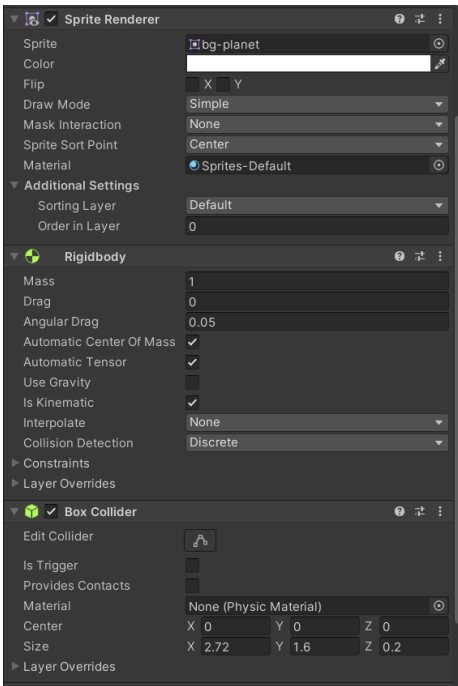 Sprite Renderer
Sprite bg-planet
Color
Flip X Y
Draw Mode Simple
Mask Interaction None
Sprite Sort Point Center
Material Sprites-Default
Additional Settings
Sorting Layer Default
Order in Layer 0
Rigidbody
Mass 1
Drag 0
Angular Drag 0.05
Automatic Center Of Mass
Automatic Tensor
Use Gravity
Is Kinematic
Interpolate None
Collision Detection Discrete
Constraints
Layer Overrides
Box Collider
Edit Collider
Is Trigger
Provides Contacts
Material None (Physic Material)
Center X 0 Y 0 Z 0
Size X 2.72 Y 1.6 Z 0.2
Layer Overrides